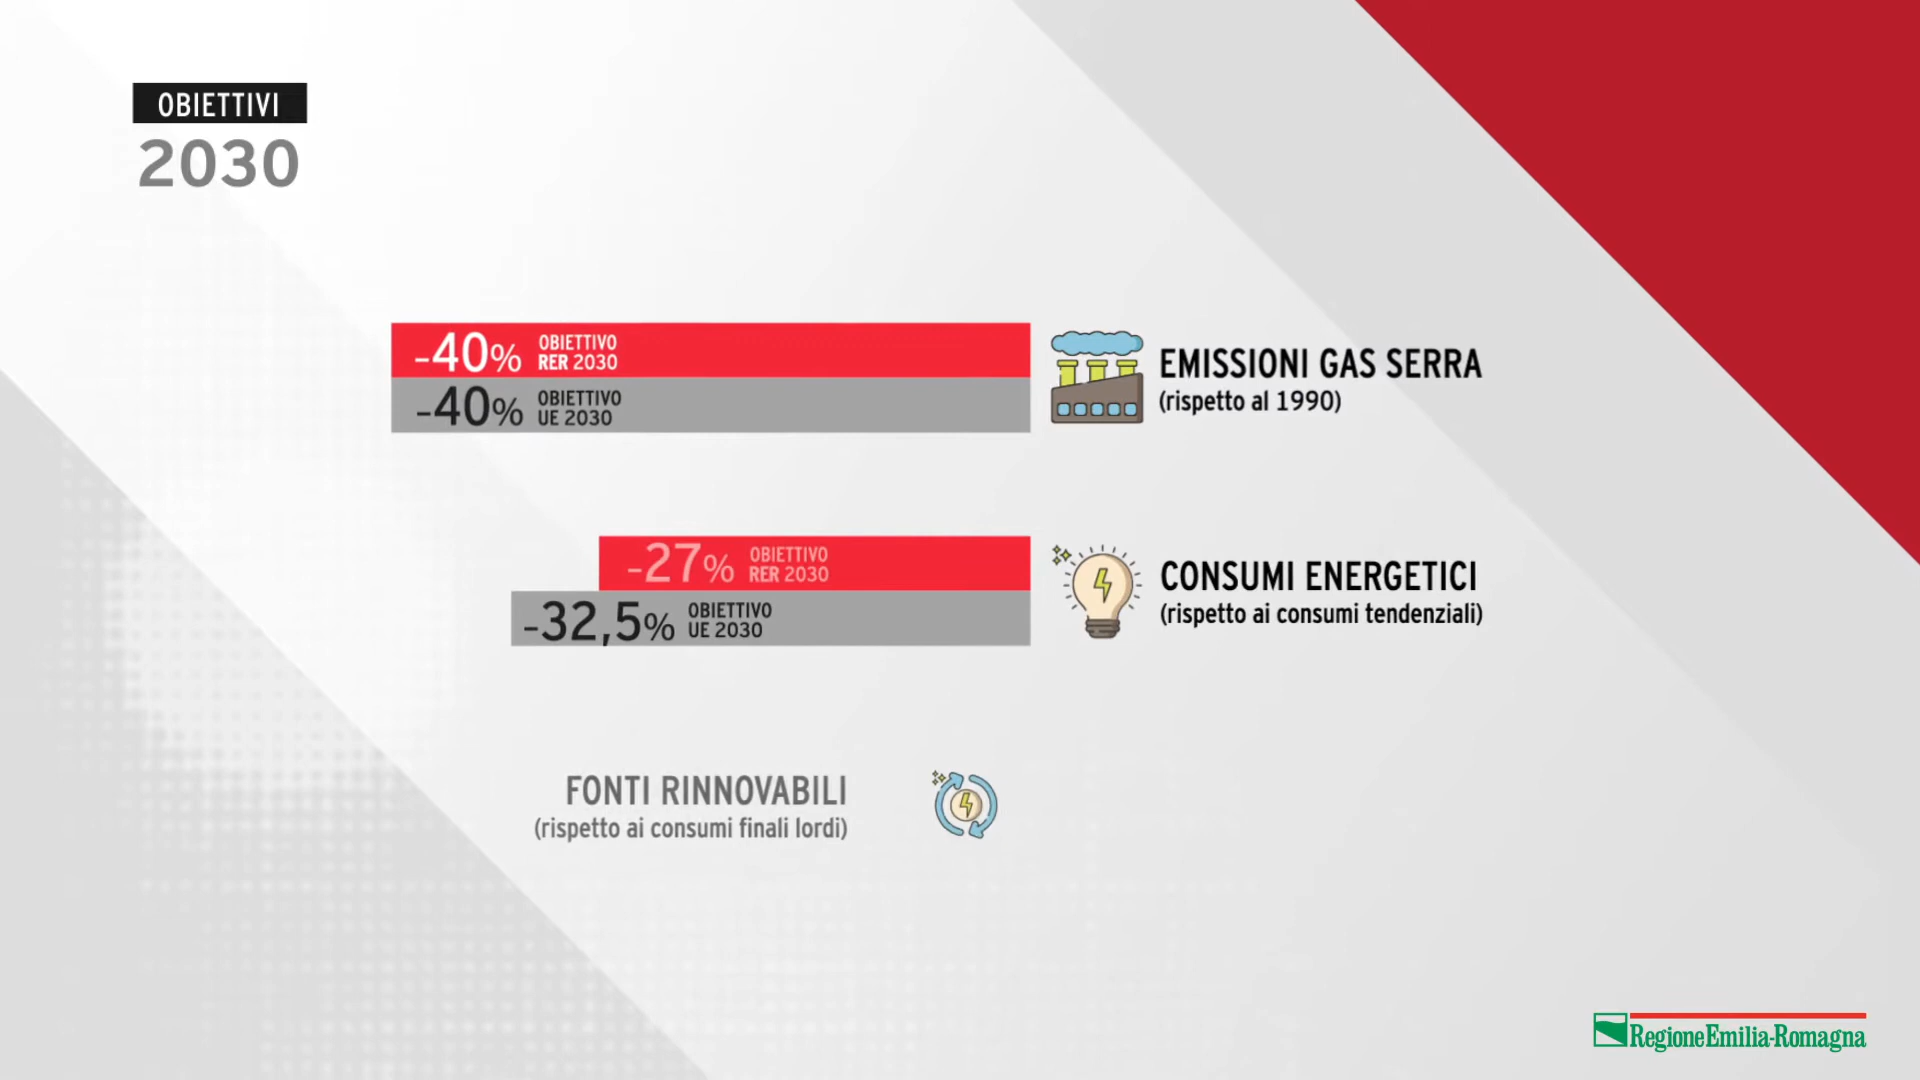 OBIETTIVI
2030
-40% OBIETTIVO
RER 2030
-40% OBIETTIVO
UE 2030
EMISSIONI GAS SERRA
(rispetto al 1990)
-27% OBIETTIVO
RER 2030
-32,5% OBIETTIVO
UE 2030
CONSUMI ENERGETICI
(rispetto ai consumi tendenziali)
FONTI RINNOVABILI
(rispetto ai consumi finali lordi)
RegioneEmilia-Romagna